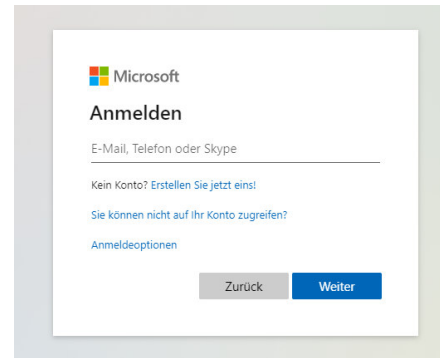 Microsoft
Anmelden
E-Mail, Telefon oder Skype
Kein Konto? Erstellen Sie jetzt eins!
Sie können nicht auf Ihr Konto zugreifen?
Anmeldeoptionen
Zurück Weiter